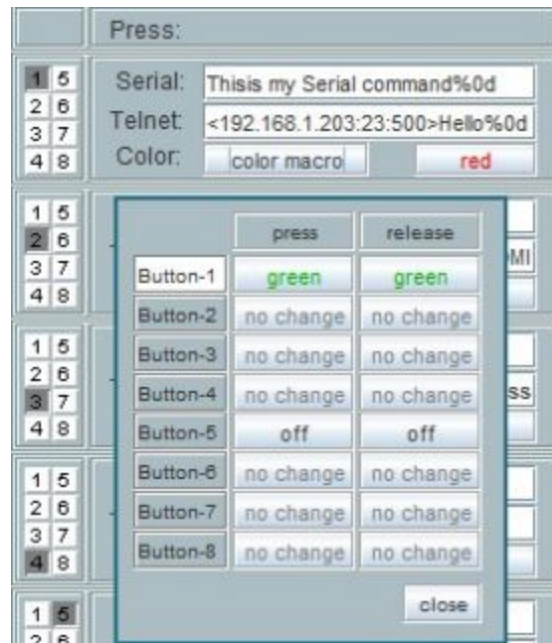 Press:
1 5
2 6
3 7
4 8
Serial: Thisis my Serial command%0d
Telnet: <192.168.1.203:23:500>Hello%0d
Color: color macro red
1 5
2 6
3 7
4 8
MI
1 5
2 6
3 7
4 8
ss
1 5
2 6
3 7
4 8
1 5
2 6
press release
Button-1 green green
Button-2 no change no change
Button-3 no change no change
Button-4 no change no change
Button-5 off off
Button-6 no change no change
Button-7 no change no change
Button-8 no change no change
close